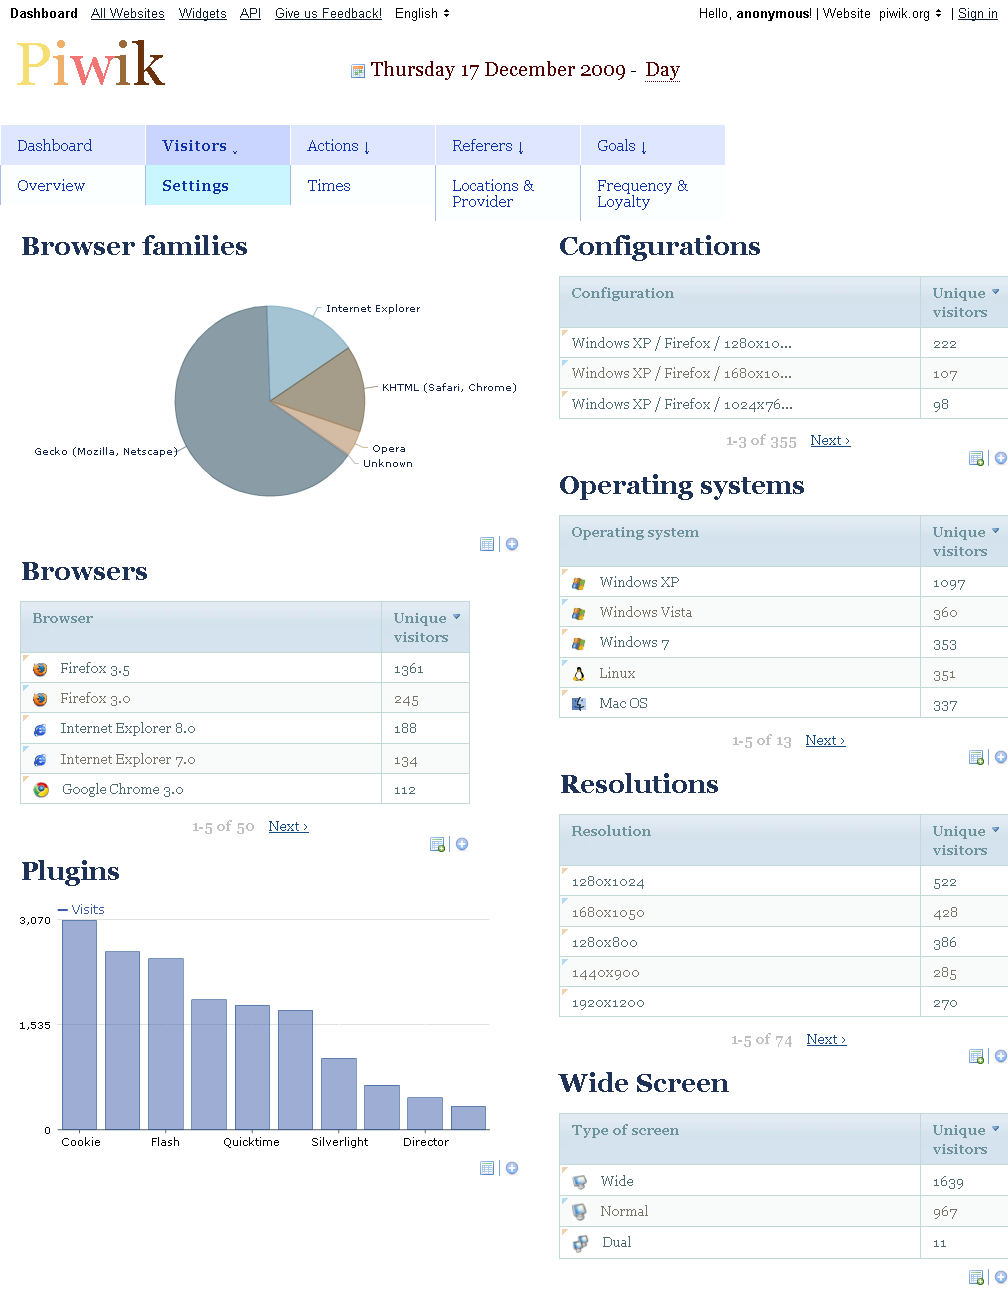 Dashboard All Websites Widgets API Give us Feedback! English
Hello, anonymous! | Website piwik.org | Sign in
Piwik
Thursday 17 December 2009 - Day
Dashboard Visitors ↓ Actions ↓ Referers ↓ Goals ↓
Overview Settings Times Locations & Provider Frequency & Loyalty
Browser families
Internet Explorer
KHTML (Safari, Chrome)
Opera
Unknown
Gecko (Mozilla, Netscape)
Browsers
Browser Unique visitors
Firefox 3.5 1361
Firefox 3.0 245
Internet Explorer 8.0 188
Internet Explorer 7.0 134
Google Chrome 3.0 112
1-5 of 50 Next ›
Plugins
Visits
3,070
1,535
0
Cookie Flash Quicktime Silverlight Director
Configurations
Configuration Unique visitors
Windows XP / Firefox / 1280x10... 222
Windows XP / Firefox / 1680x10... 107
Windows XP / Firefox / 1024x76... 98
1-3 of 355 Next ›
Operating systems
Operating system Unique visitors
Windows XP 1097
Windows Vista 360
Windows 7 353
Linux 351
Mac OS 337
1-5 of 13 Next ›
Resolutions
Resolution Unique visitors
1280x1024 522
1680x1050 428
1280x800 386
1440x900 285
1920x1200 270
1-5 of 74 Next ›
Wide Screen
Type of screen Unique visitors
Wide 1639
Normal 967
Dual 11